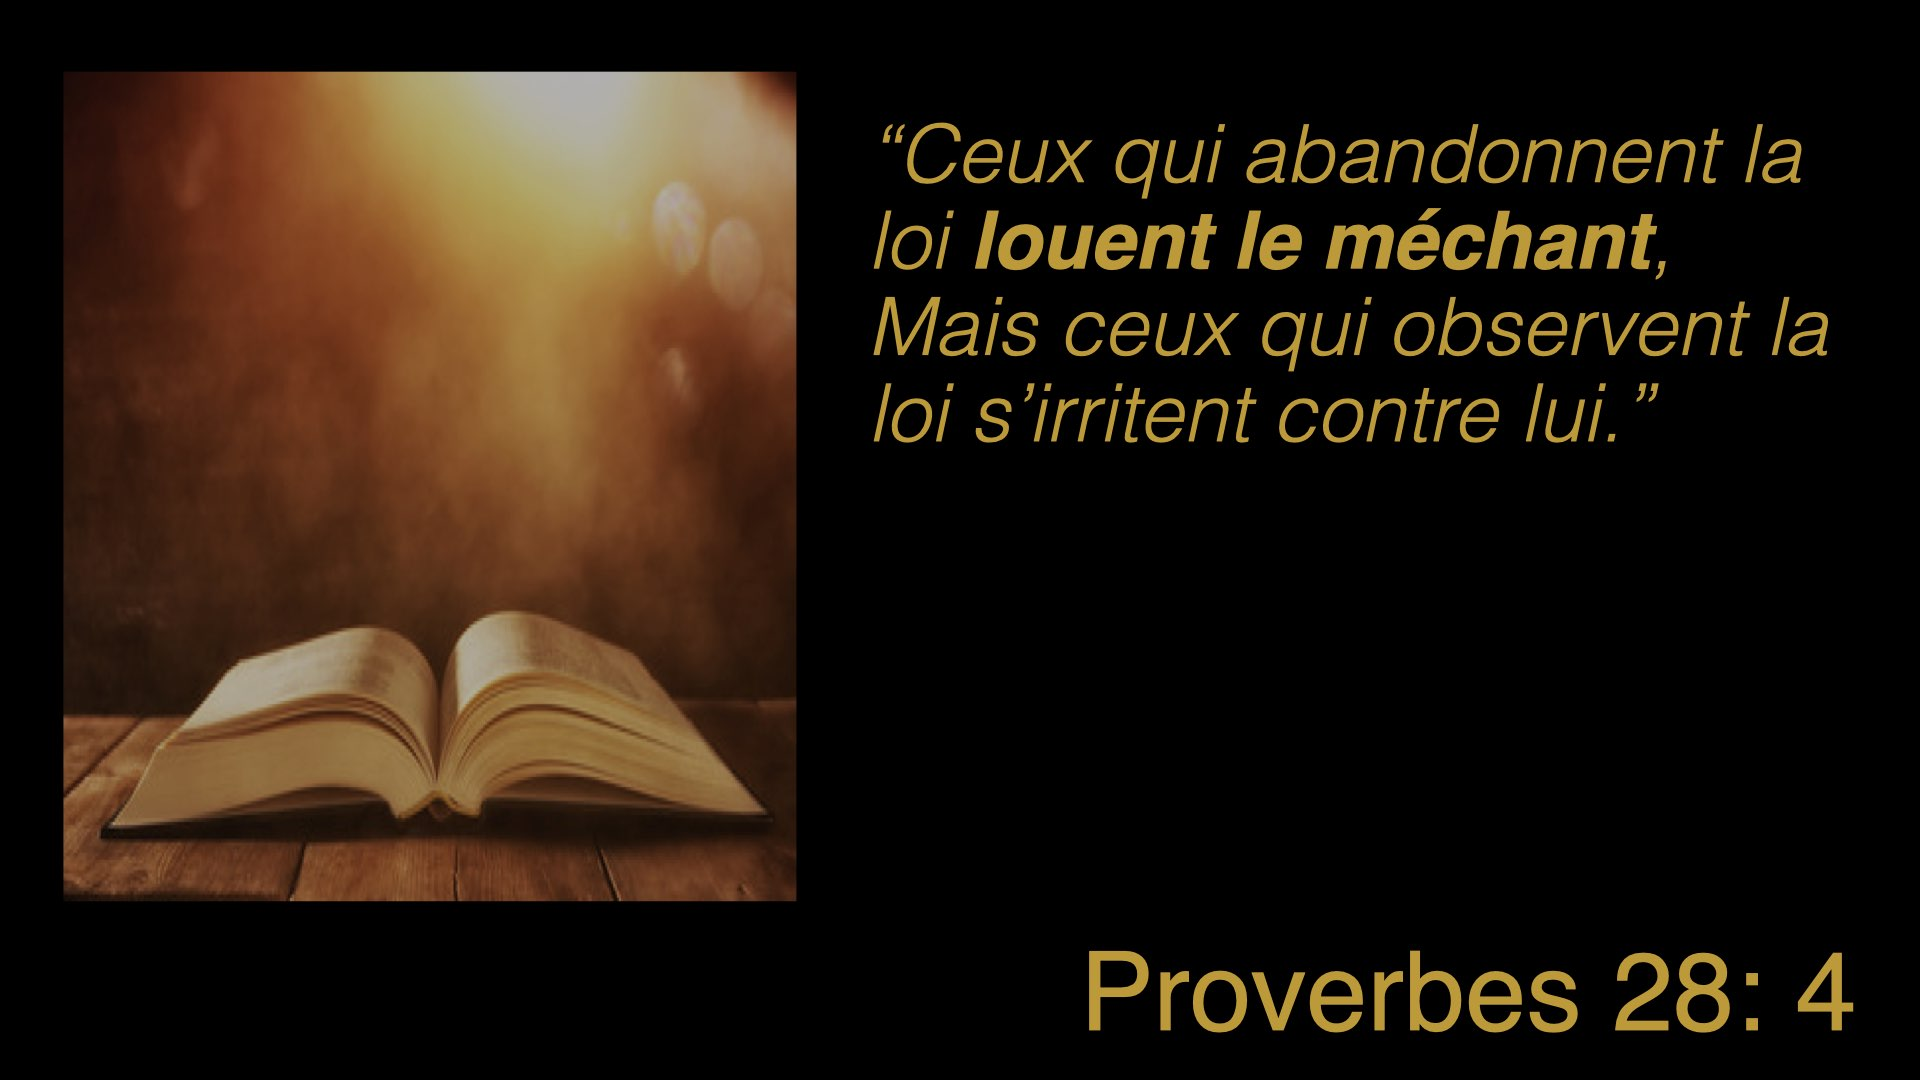 “Ceux qui abandonnent la
loi louent le méchant,
Mais ceux qui observent la
loi s’irritent contre lui.”
Proverbes 28: 4